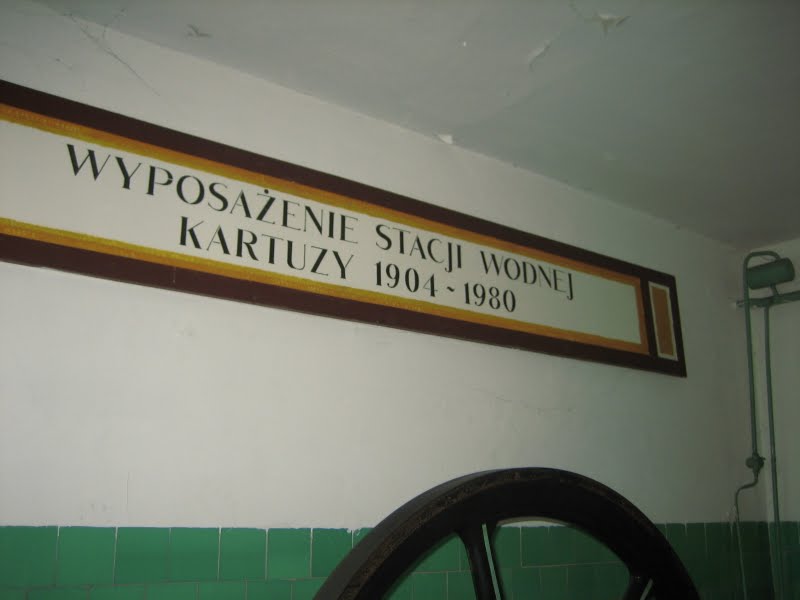 WYPOSAŻENIE STACJI WODNEJ
KARTUZY 1904 ~ 1980